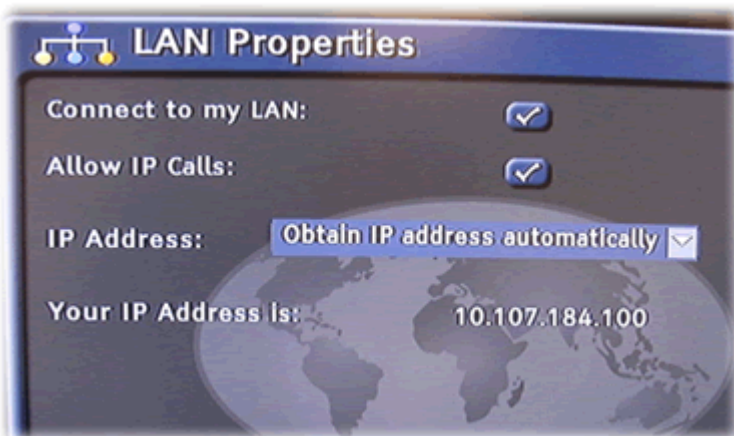 LAN Properties
Connect to my LAN:
Allow IP Calls:
IP Address: Obtain IP address automatically
Your IP Address is: 10.107.184.100